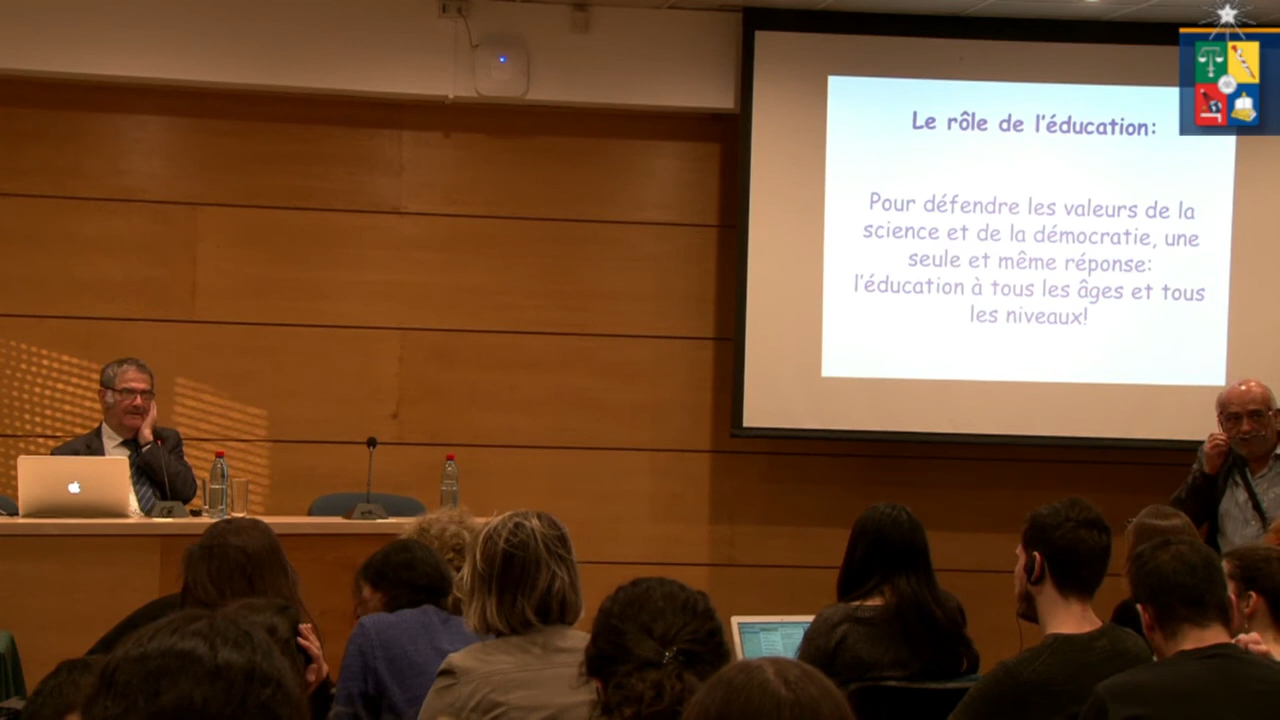 Le rôle de l'éducation:
Pour défendre les valeurs de la
science et de la démocratie, une
seule et même réponse:
l'éducation à tous les âges et tous
les niveaux!